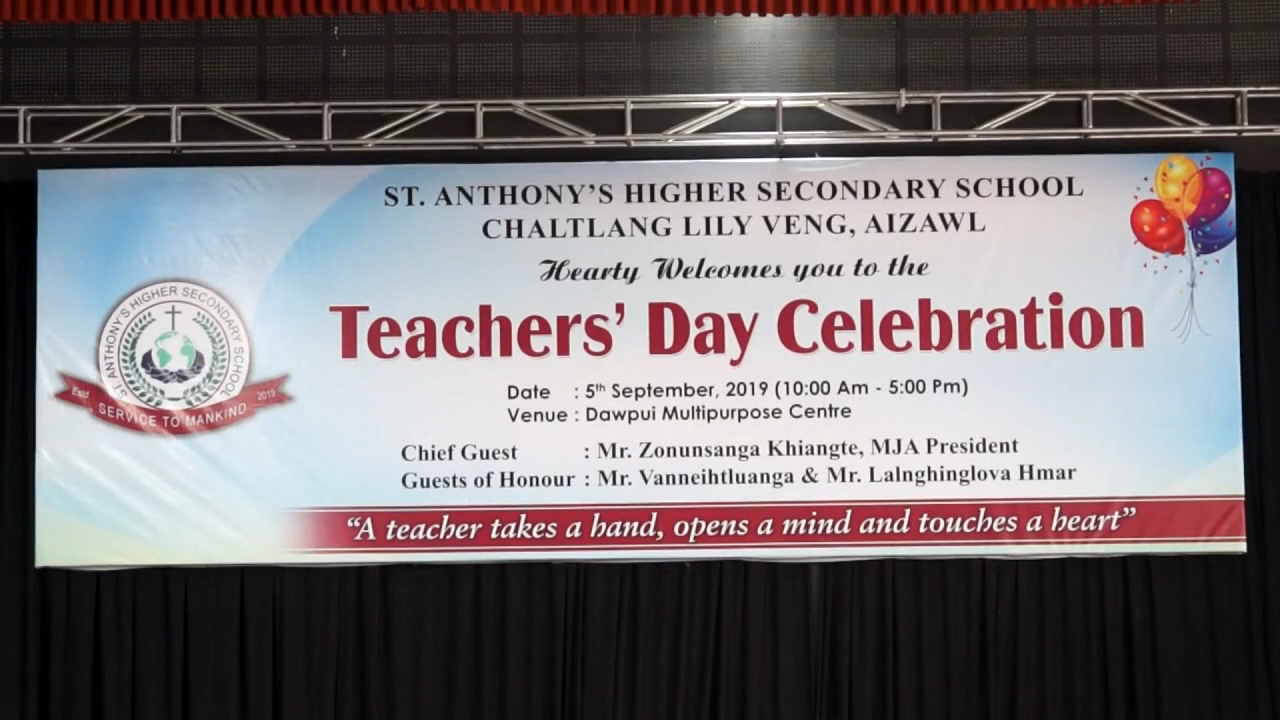 ST. ANTHONY'S HIGHER SECONDARY SCHOOL
CHALTLANG LILY VENG, AIZAWL
Hearty Welcomes you to the
Teachers' Day Celebration
Date : 5th September, 2019 (10:00 Am - 5:00 Pm)
Venue : Dawpui Multipurpose Centre
Chief Guest : Mr. Zonunsanga Khiangte, MJA President
Guests of Honour : Mr. Vanneihtluanga & Mr. Lalnghinglova Hmar
"A teacher takes a hand, opens a mind and touches a heart"
ST. ANTHONY'S HIGHER SECONDARY SCHOOL
Estd 2019
SERVICE TO MANKIND